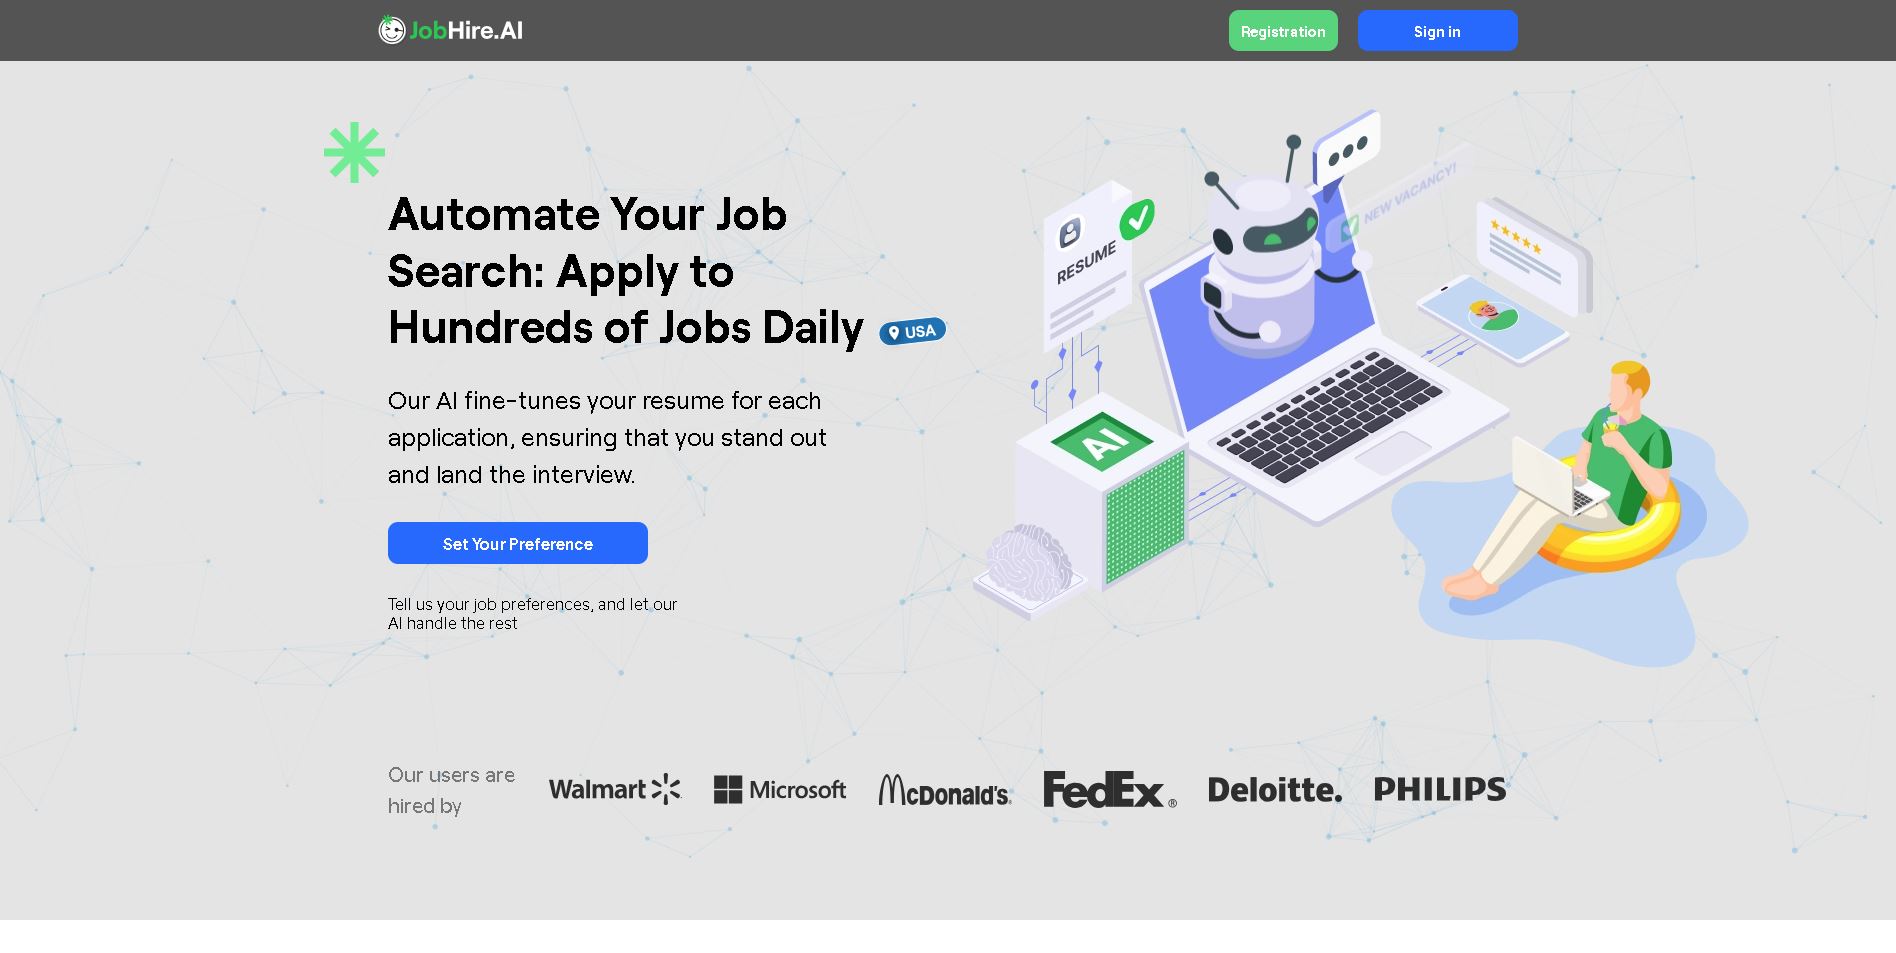 JobHire.AI
Registration
Sign in
Automate Your Job
Search: Apply to
Hundreds of Jobs Daily
USA
Our AI fine-tunes your resume for each
application, ensuring that you stand out
and land the interview.
Set Your Preference
Tell us your job preferences, and let our
AI handle the rest
RESUME
NEW VACANCY!
AI
Our users are
hired by
Walmart
Microsoft
McDonald's
FedEx®
Deloitte.
PHILIPS